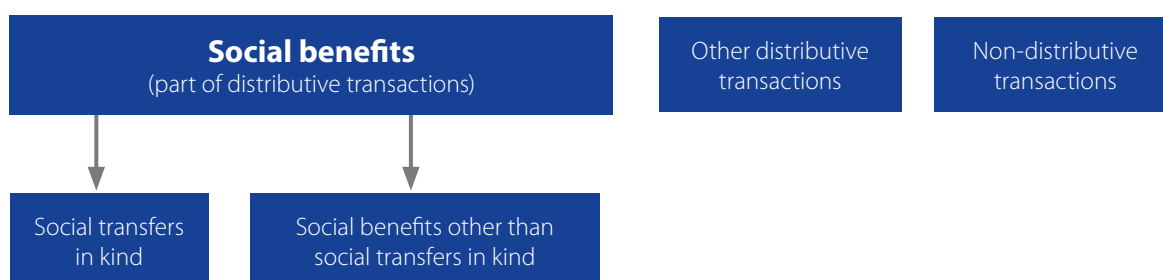 Social benefits
(part of distributive transactions)
Other distributive
transactions
Non-distributive
transactions
Social transfers
in kind
Social benefits other than
social transfers in kind